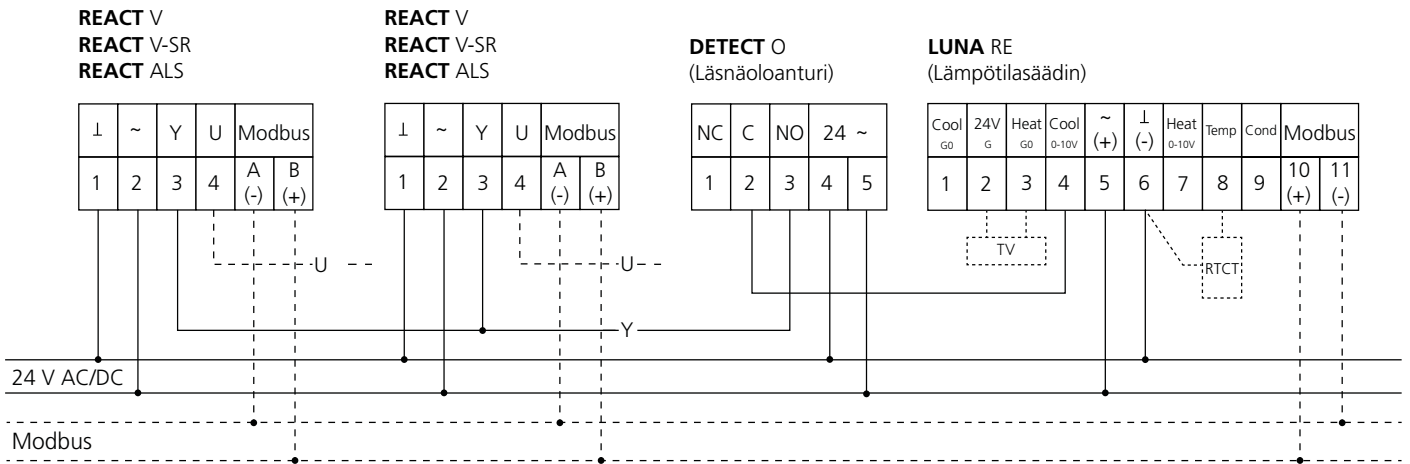 REACT V
REACT V-SR
REACT ALS
⊥ ~ Y U Modbus
1 2 3 4 A (-) B (+)
U
REACT V
REACT V-SR
REACT ALS
⊥ ~ Y U Modbus
1 2 3 4 A (-) B (+)
U
Y
DETECT O
(Läsnäoloanturi)
NC C NO 24 ~
1 2 3 4 5
LUNA RE
(Lämpötilasäädin)
Cool G0 24V G Heat G0 Cool 0-10V ~ (+) ⊥ (-) Heat 0-10V Temp Cond Modbus
1 2 3 4 5 6 7 8 9 10 (+) 11 (-)
TV
RTCT
24 V AC/DC
Modbus